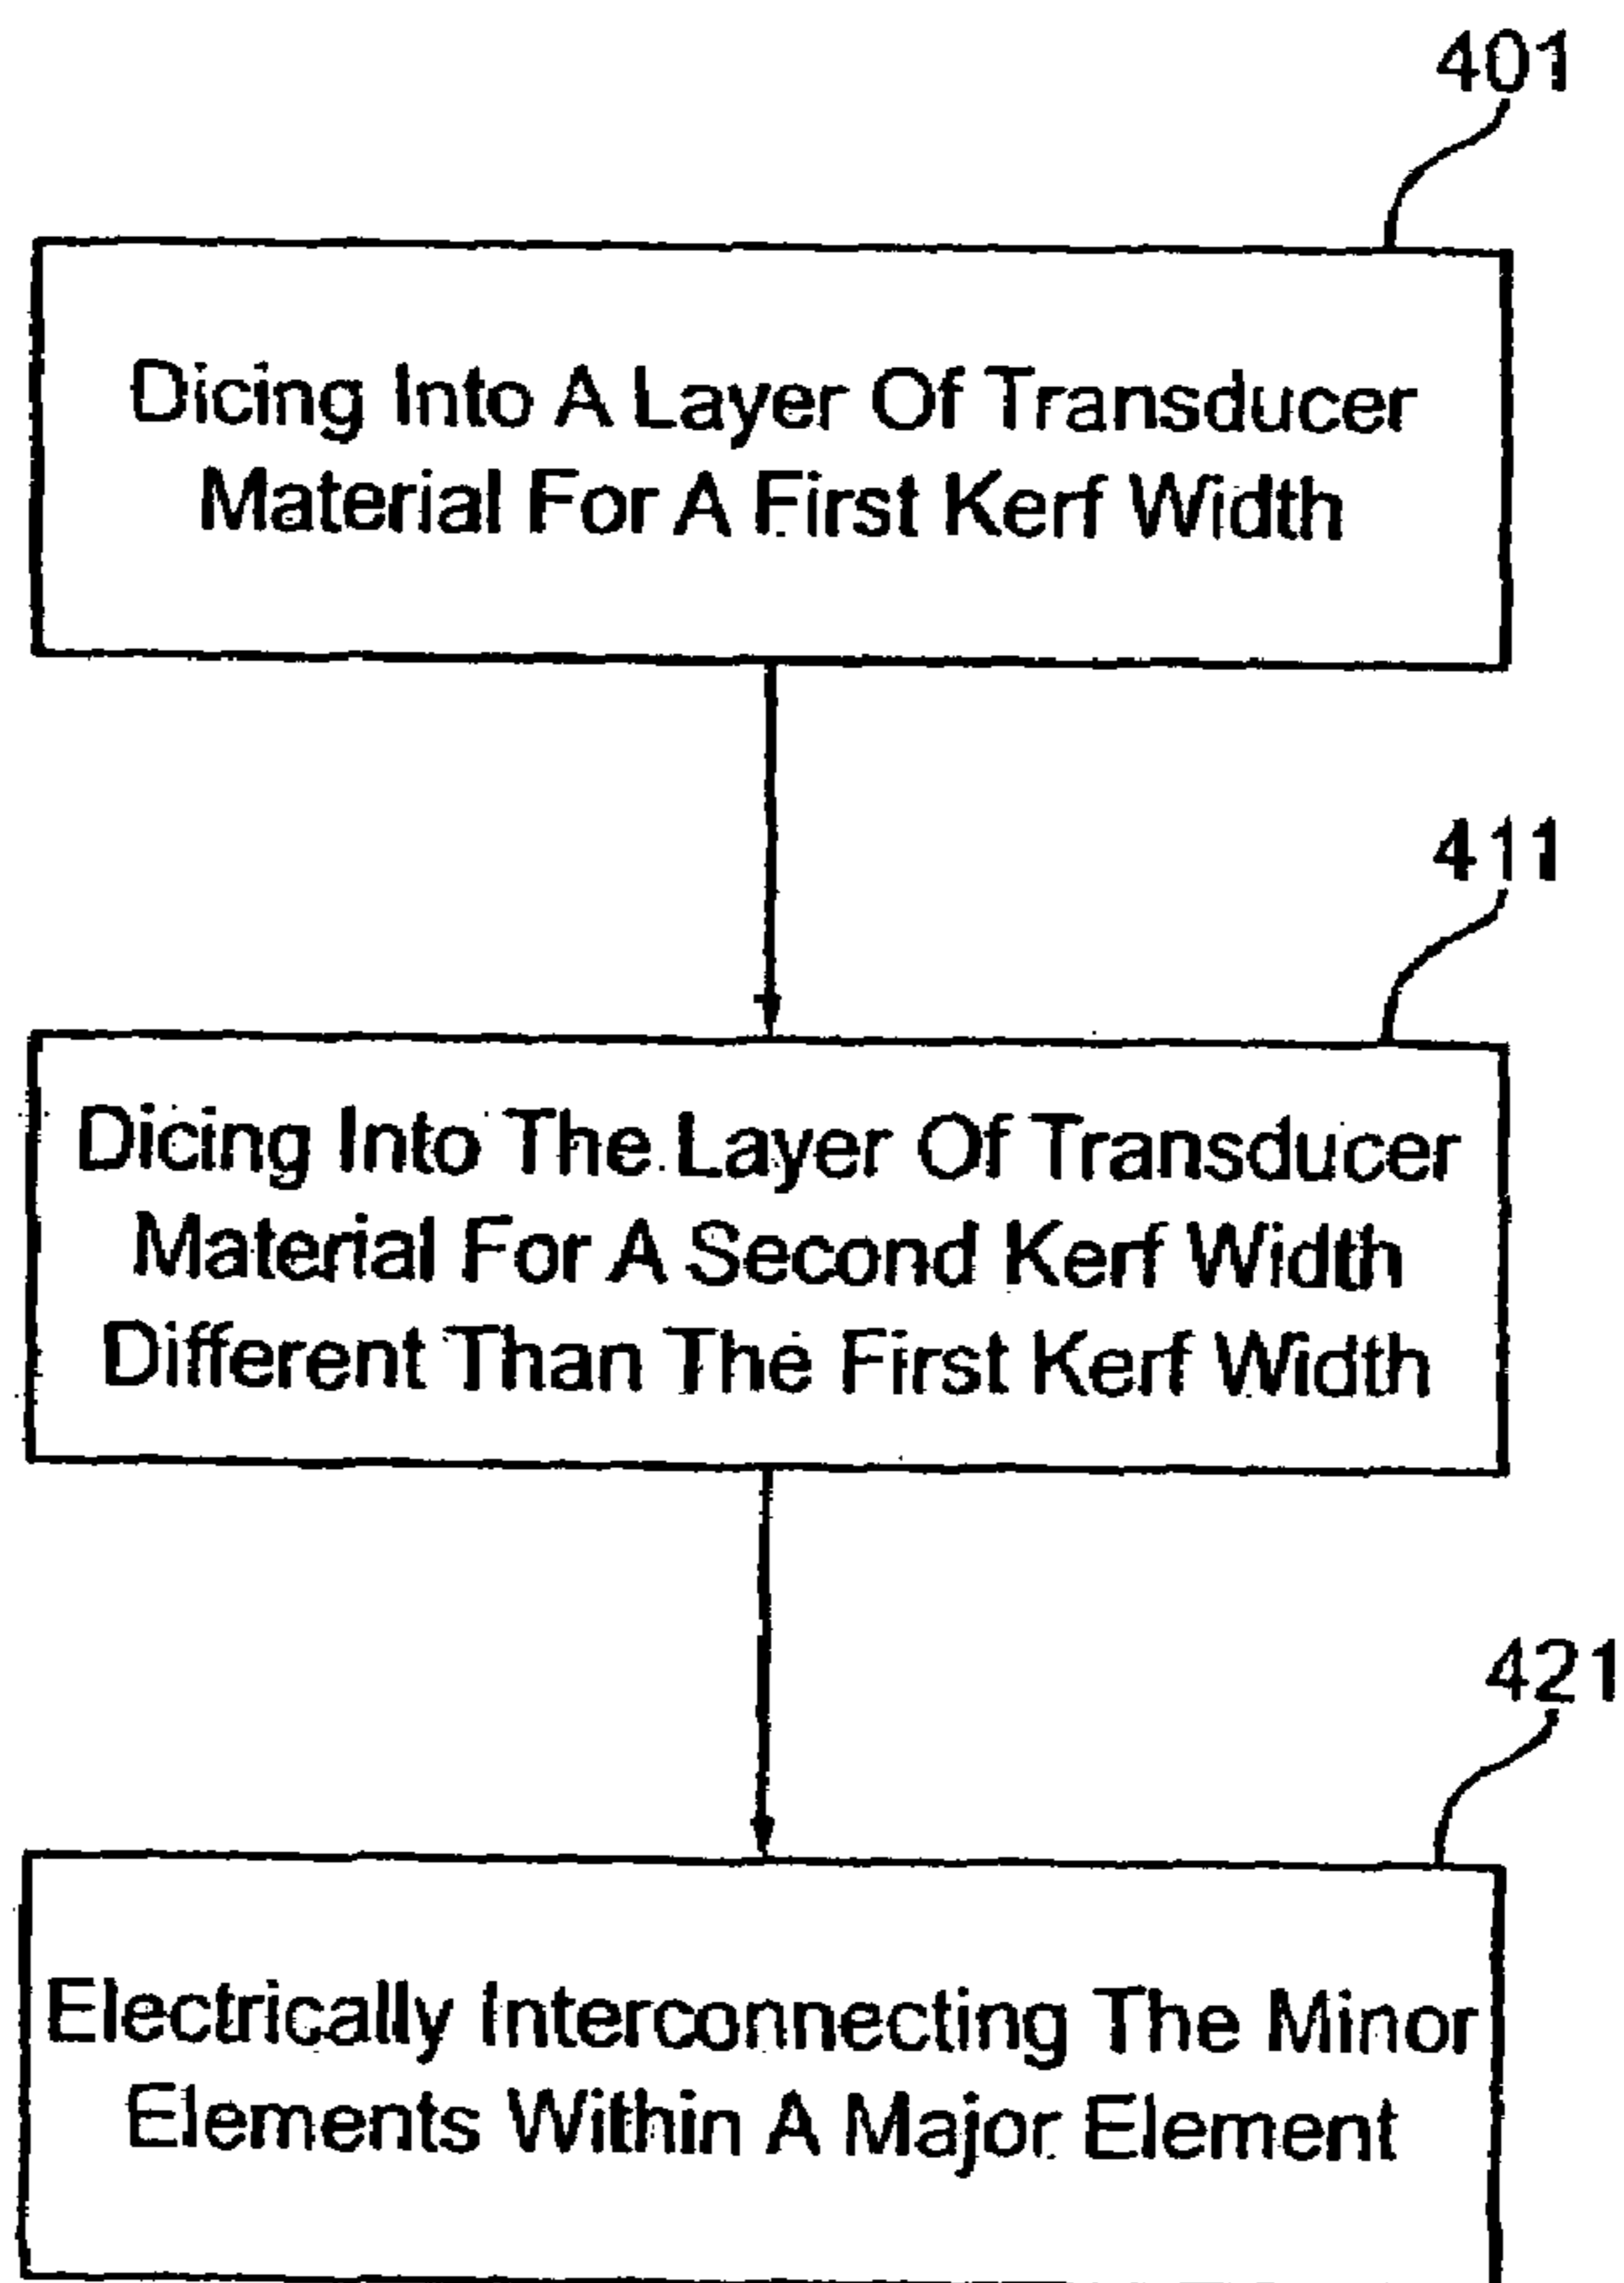 401
Dicing Into A Layer Of Transducer
Material For A First Kerf Width
411
Dicing Into The Layer Of Transducer
Material For A Second Kerf Width
Different Than The First Kerf Width
421
Electrically Interconnecting The Minor
Elements Within A Major Element